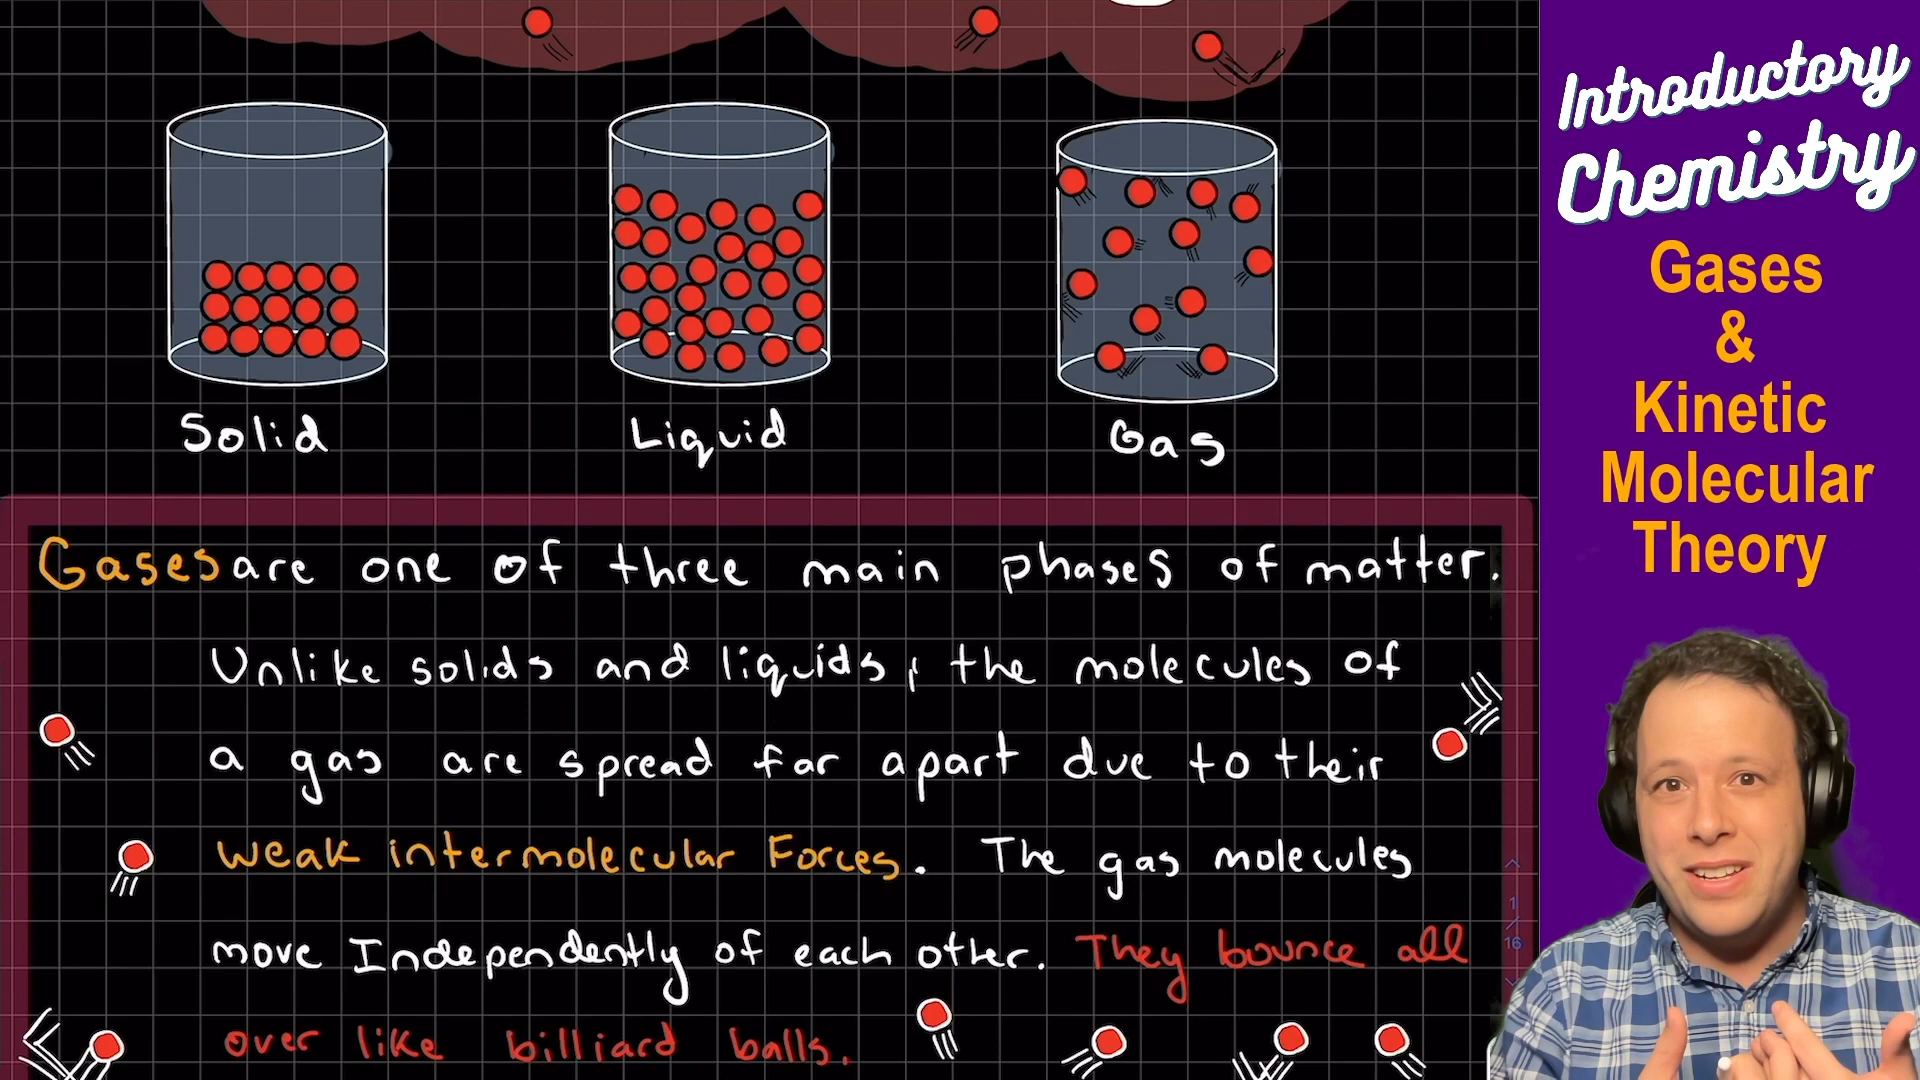 Solid
Liquid
Gas
Gases are one of three main phases of matter.
Unlike solids and liquids, the molecules of
a gas are spread far apart due to their
weak intermolecular Forces. The gas molecules
move Independently of each other. They bounce all
over like billiard balls.
1
/
16
Introductory
Chemistry
Gases
&
Kinetic
Molecular
Theory